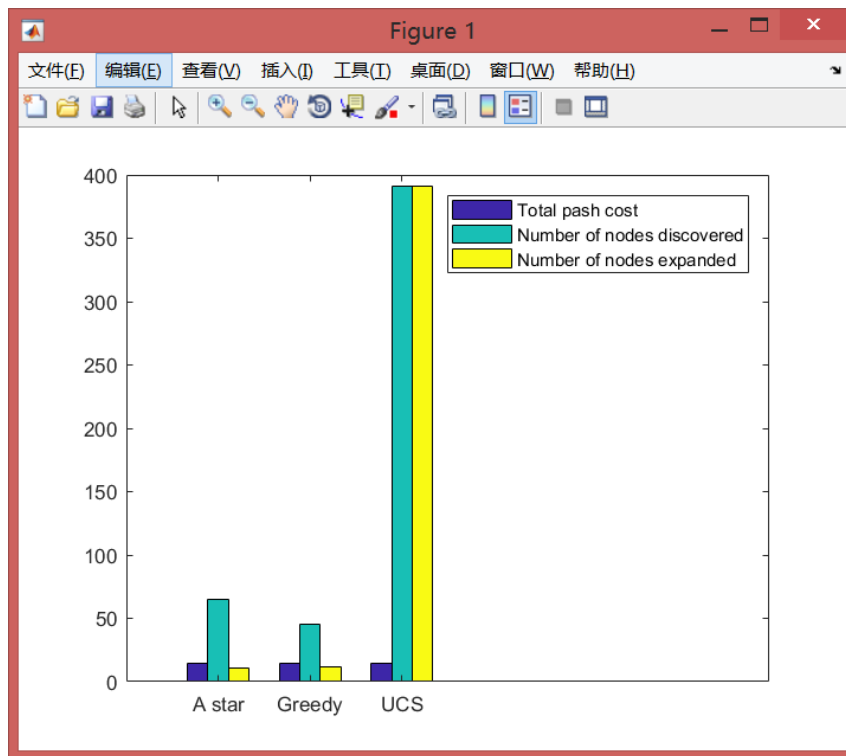 Figure 1
文件(F) 编辑(E) 查看(V) 插入(I) 工具(T) 桌面(D) 窗口(W) 帮助(H)
400
350
300
250
200
150
100
50
0
Total pash cost
Number of nodes discovered
Number of nodes expanded
A star Greedy UCS